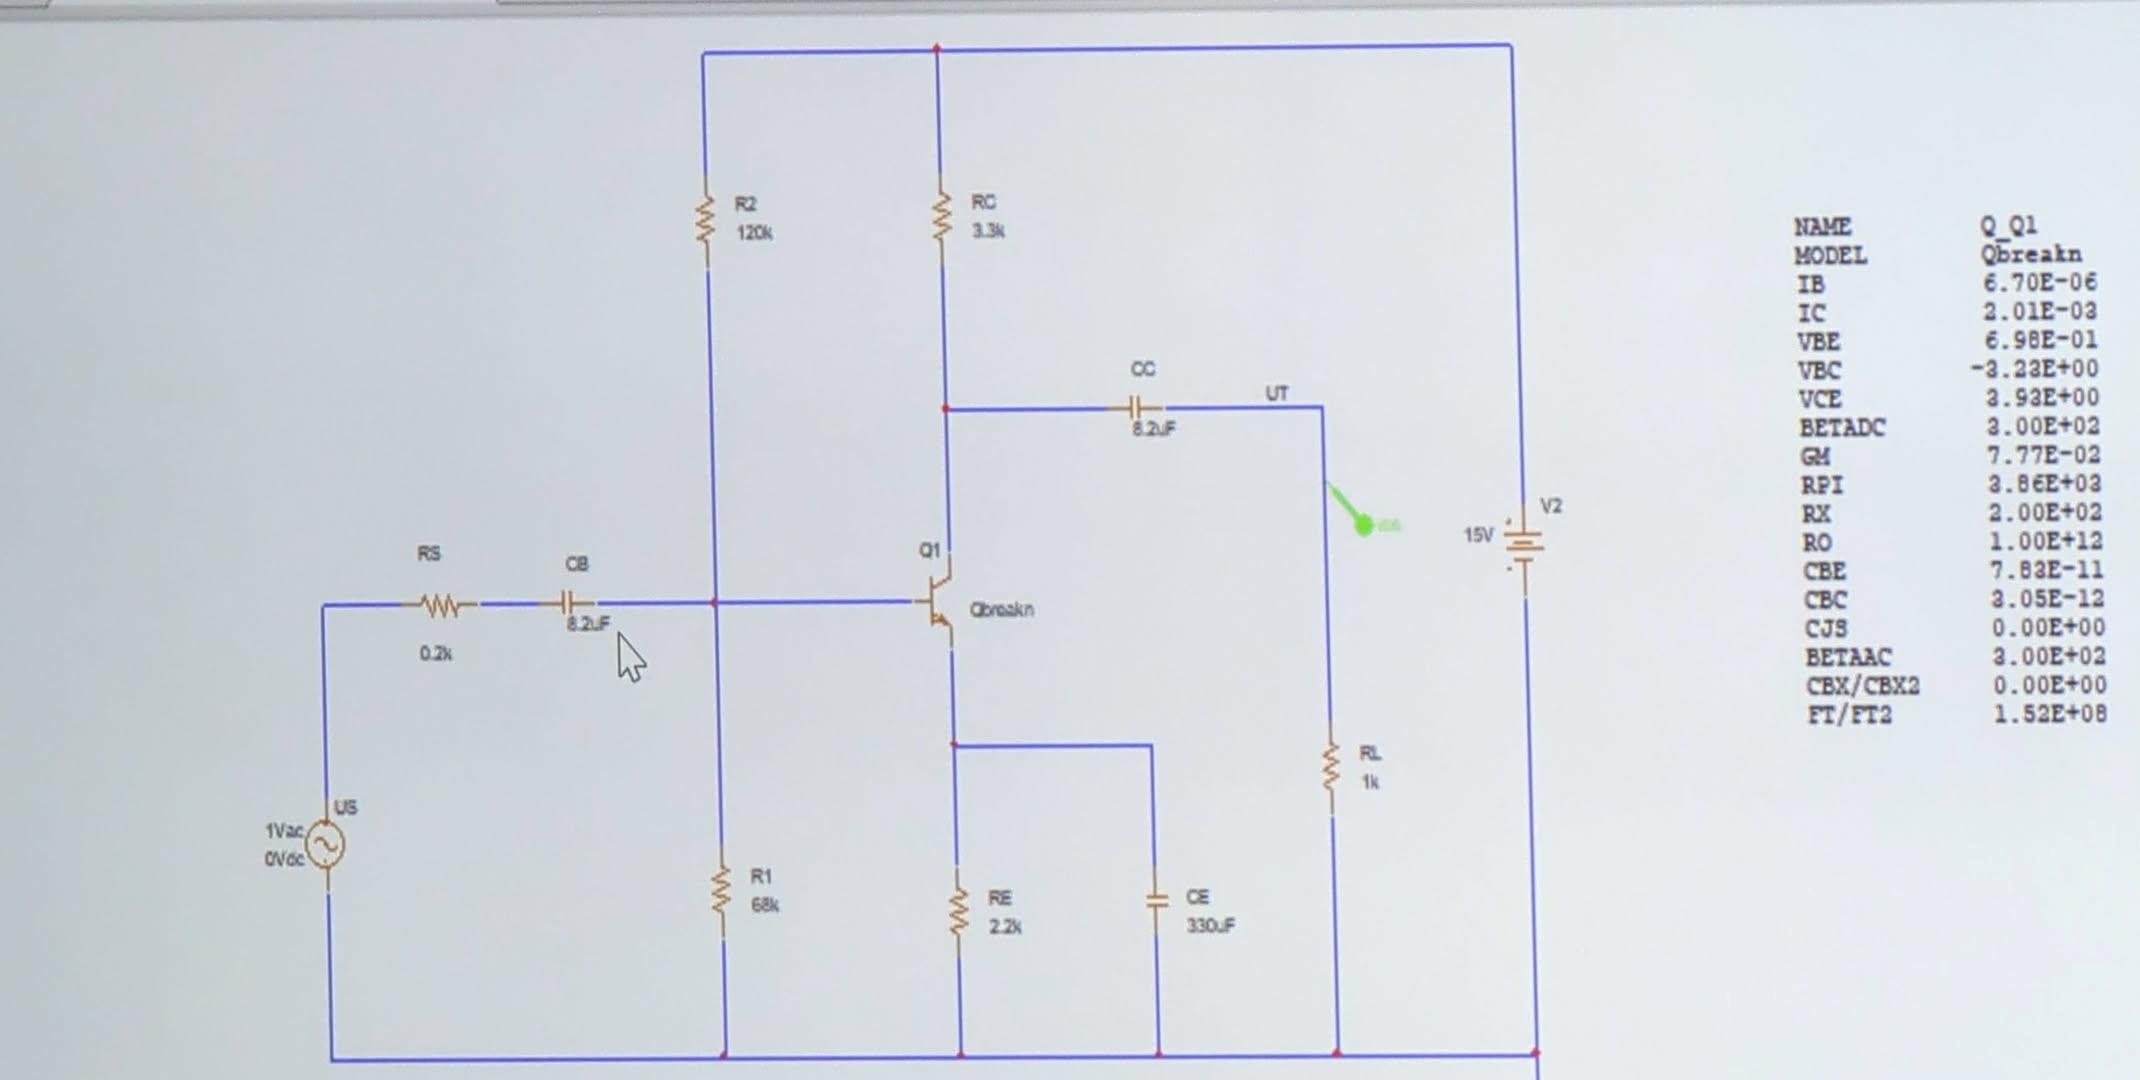 R2
120k
RC
3.3k
CC
8.2uF
UT
V2
15V
Q1
Qbreakn
RS
0.2k
CB
8.2uF
US
1Vac
0Vdc
R1
68k
RE
2.2k
CE
330uF
RL
1k
NAME Q_Q1
MODEL Qbreakn
IB 6.70E-06
IC 2.01E-03
VBE 6.98E-01
VBC -3.23E+00
VCE 3.93E+00
BETADC 3.00E+02
GM 7.77E-02
RPI 3.86E+03
RX 2.00E+02
RO 1.00E+12
CBE 7.83E-11
CBC 3.05E-12
CJS 0.00E+00
BETAAC 3.00E+02
CBX/CBX2 0.00E+00
FT/FT2 1.52E+08